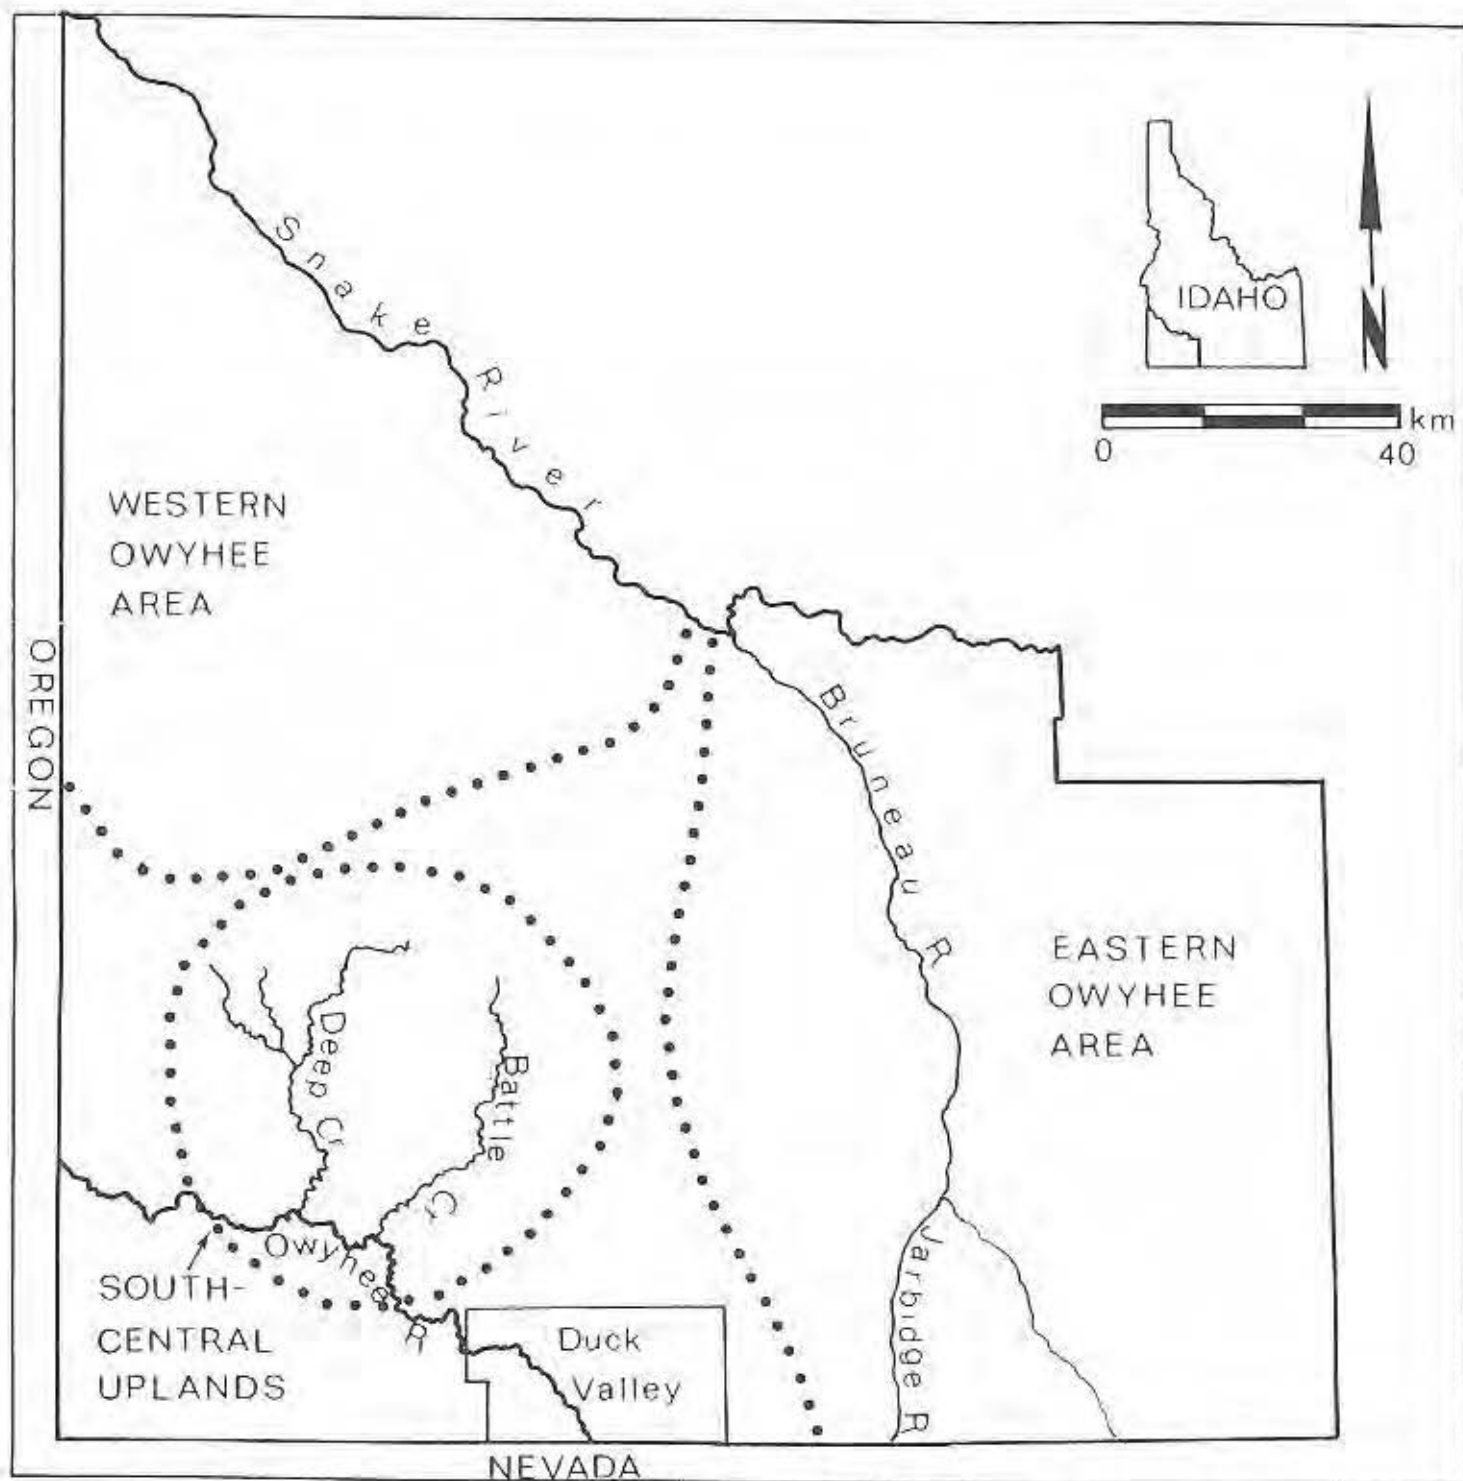 Snake River
IDAHO
N
km
0 40
WESTERN
OWYHEE
AREA
OREGON
Bruneau R
EASTERN
OWYHEE
AREA
Deep Cr
Battle Cr
Owyhee R
SOUTH-
CENTRAL
UPLANDS
Duck
Valley
Jarbidge R
NEVADA